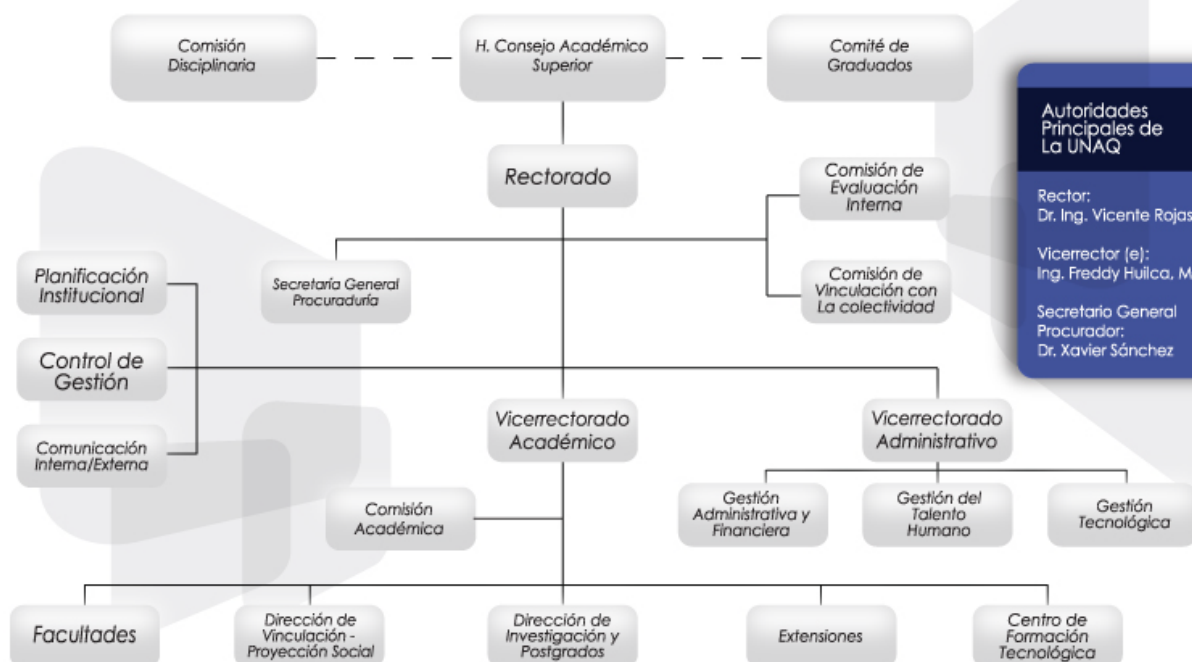 Comisión
Disciplinaria
H. Consejo Académico
Superior
Comité de
Graduados
Autoridades
Principales de
La UNAQ
Rector:
Dr. Ing. Vicente Rojas
Vicerrector (e):
Ing. Freddy Huilca, M
Secretario General
Procurador:
Dr. Xavier Sánchez
Rectorado
Comisión de
Evaluación
Interna
Secretaría General
Procuraduría
Comisión de
Vinculación con
La colectividad
Planificación
Institucional
Control de
Gestión
Comunicación
Interna/Externa
Vicerrectorado
Académico
Vicerrectorado
Administrativo
Comisión
Académica
Gestión
Administrativa y
Financiera
Gestión del
Talento
Humano
Gestión
Tecnológica
Facultades
Dirección de
Vinculación -
Proyección Social
Dirección de
Investigación y
Postgrados
Extensiones
Centro de
Formación
Tecnológica